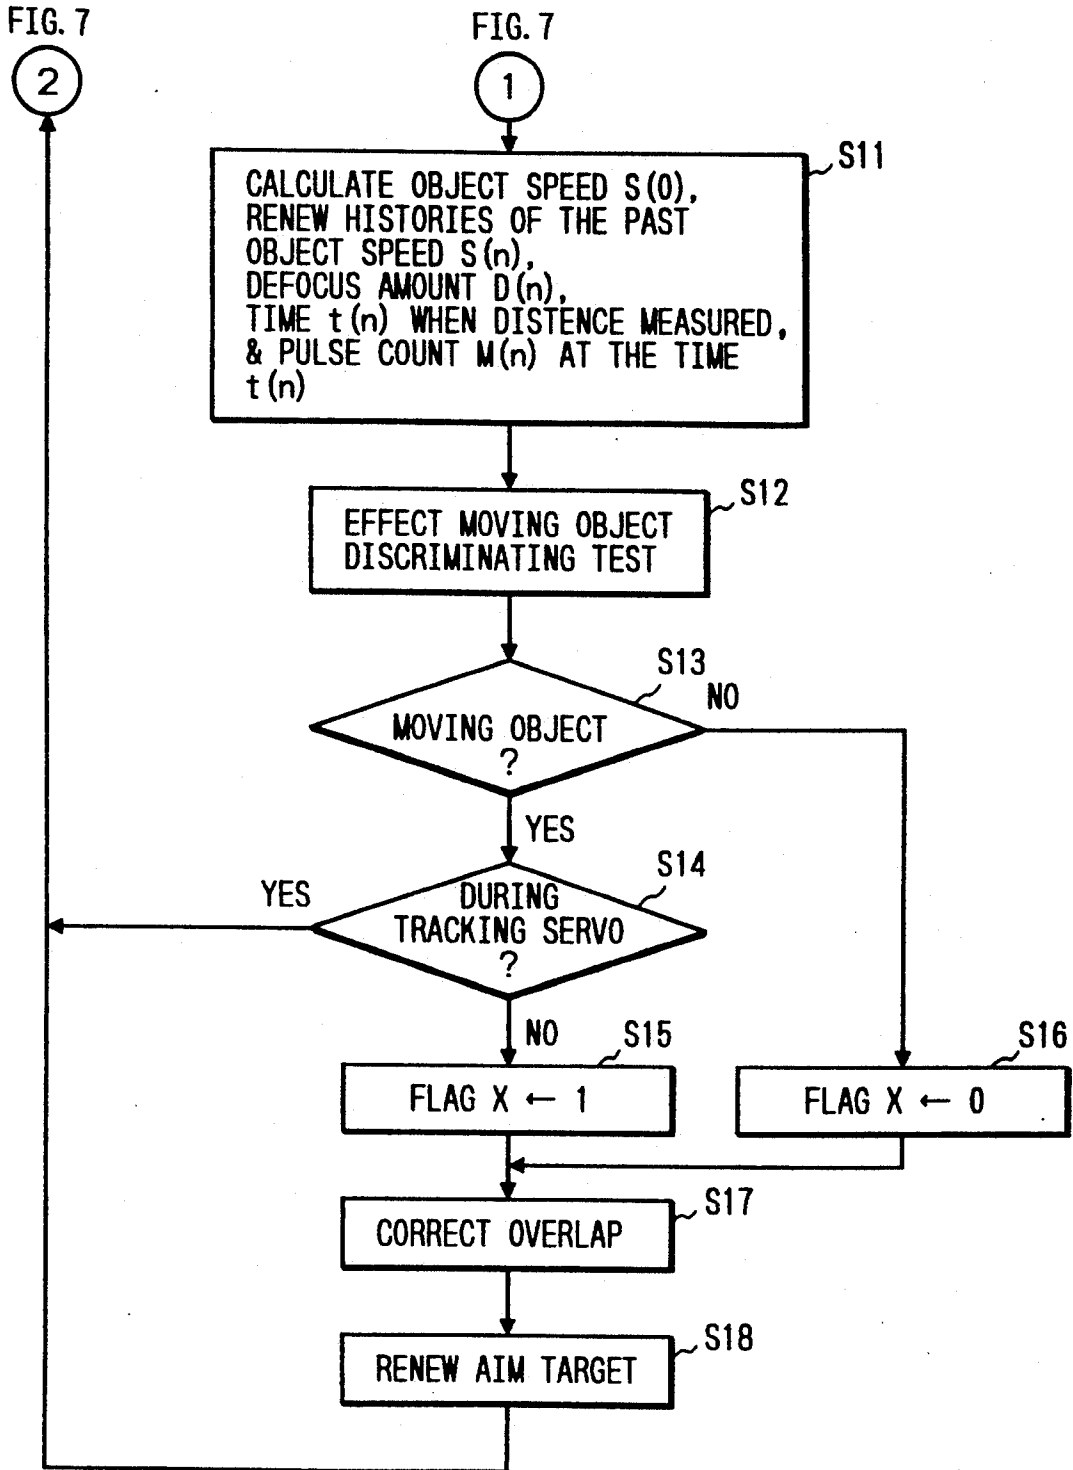 FIG. 7
2
FIG. 7
1
S11
CALCULATE OBJECT SPEED S(0),
RENEW HISTORIES OF THE PAST
OBJECT SPEED S(n),
DEFOCUS AMOUNT D(n),
TIME t(n) WHEN DISTENCE MEASURED,
& PULSE COUNT M(n) AT THE TIME
t(n)
S12
EFFECT MOVING OBJECT
DISCRIMINATING TEST
S13
NO
MOVING OBJECT
?
YES
S14
YES
DURING
TRACKING SERVO
?
NO
S15
FLAG X ← 1
S16
FLAG X ← 0
S17
CORRECT OVERLAP
S18
RENEW AIM TARGET